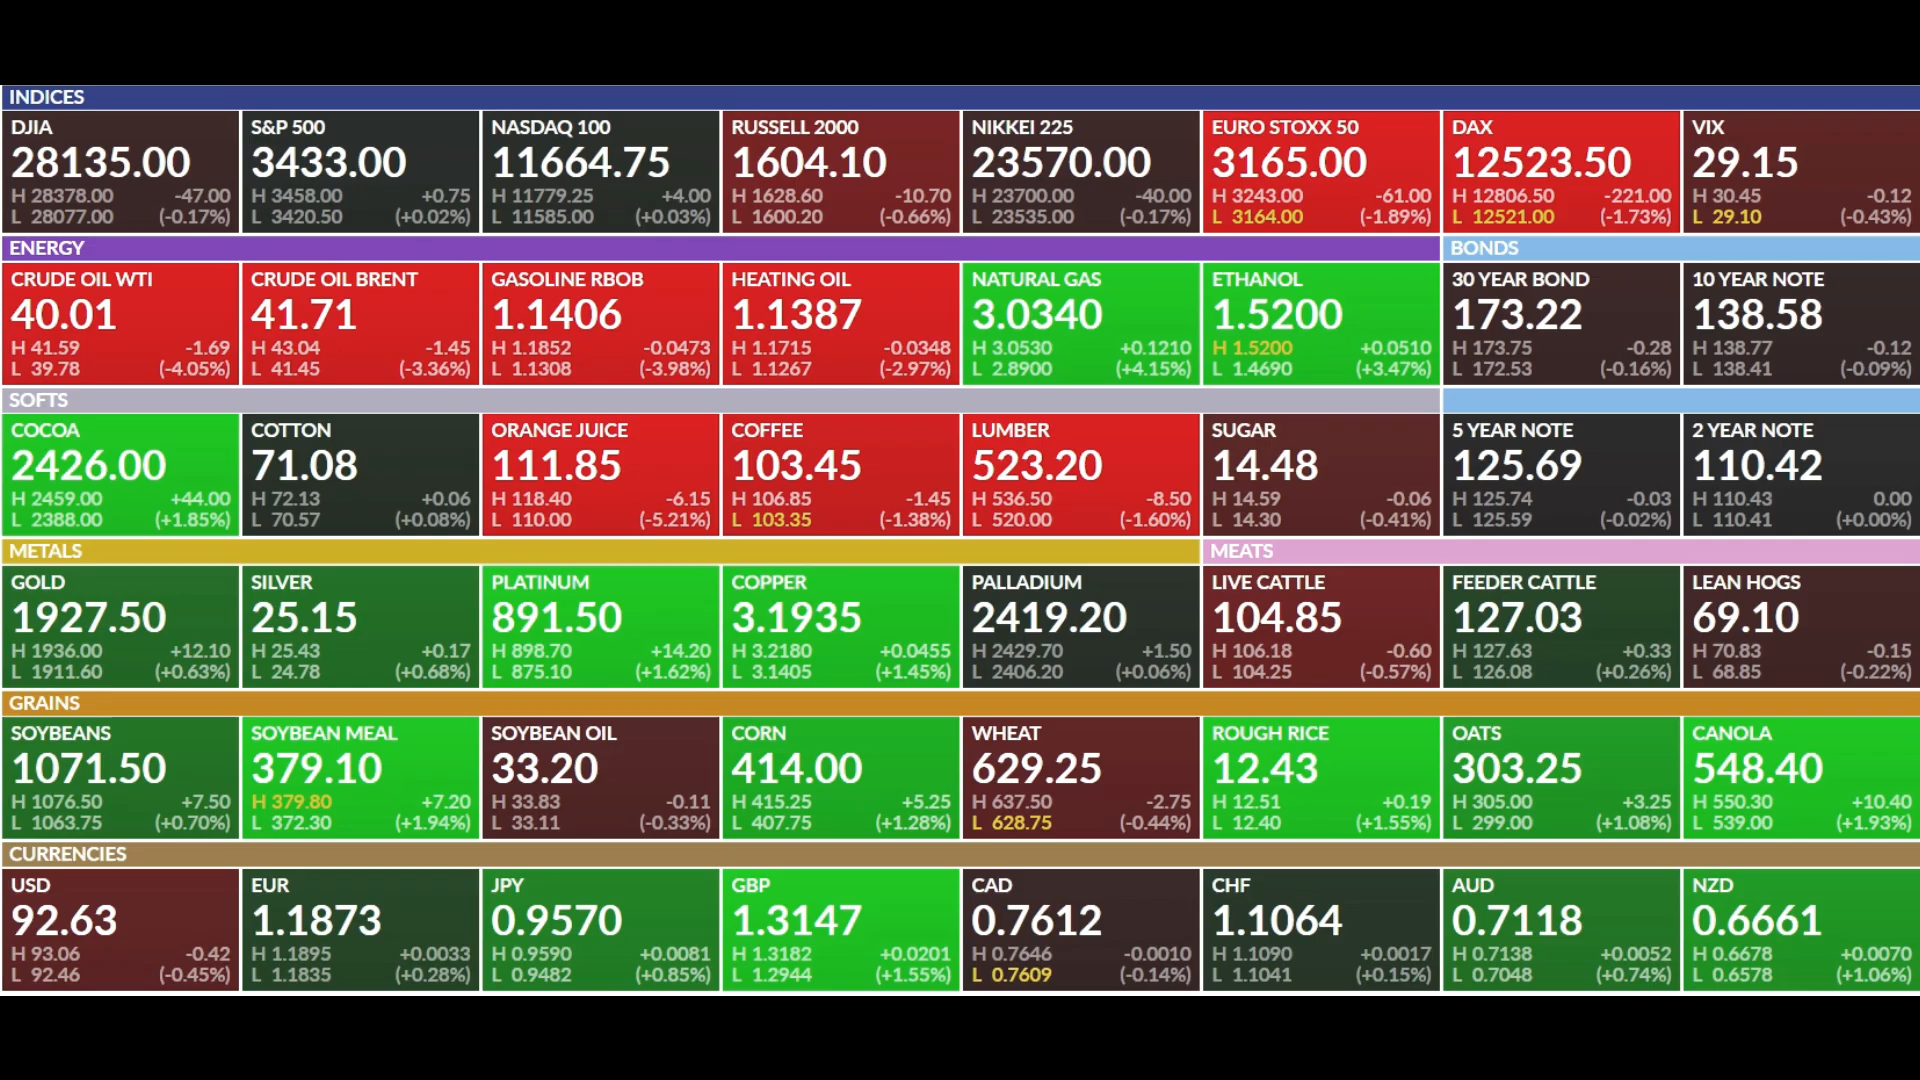 INDICES
DJIA
28135.00
H 28378.00 -47.00
L 28077.00 (-0.17%)
S&P 500
3433.00
H 3458.00 +0.75
L 3420.50 (+0.02%)
NASDAQ 100
11664.75
H 11779.25 +4.00
L 11585.00 (+0.03%)
RUSSELL 2000
1604.10
H 1628.60 -10.70
L 1600.20 (-0.66%)
NIKKEI 225
23570.00
H 23700.00 -40.00
L 23535.00 (-0.17%)
EURO STOXX 50
3165.00
H 3243.00 -61.00
L 3164.00 (-1.89%)
DAX
12523.50
H 12806.50 -221.00
L 12521.00 (-1.73%)
VIX
29.15
H 30.45 -0.12
L 29.10 (-0.43%)
ENERGY
CRUDE OIL WTI
40.01
H 41.59 -1.69
L 39.78 (-4.05%)
CRUDE OIL BRENT
41.71
H 43.04 -1.45
L 41.45 (-3.36%)
GASOLINE RBOB
1.1406
H 1.1852 -0.0473
L 1.1308 (-3.98%)
HEATING OIL
1.1387
H 1.1715 -0.0348
L 1.1267 (-2.97%)
NATURAL GAS
3.0340
H 3.0530 +0.1210
L 2.8900 (+4.15%)
ETHANOL
1.5200
H 1.5200 +0.0510
L 1.4690 (+3.47%)
BONDS
30 YEAR BOND
173.22
H 173.75 -0.28
L 172.53 (-0.16%)
10 YEAR NOTE
138.58
H 138.77 -0.12
L 138.41 (-0.09%)
SOFTS
COCOA
2426.00
H 2459.00 +44.00
L 2388.00 (+1.85%)
COTTON
71.08
H 72.13 +0.06
L 70.57 (+0.08%)
ORANGE JUICE
111.85
H 118.40 -6.15
L 110.00 (-5.21%)
COFFEE
103.45
H 106.85 -1.45
L 103.35 (-1.38%)
LUMBER
523.20
H 536.50 -8.50
L 520.00 (-1.60%)
SUGAR
14.48
H 14.59 -0.06
L 14.30 (-0.41%)
5 YEAR NOTE
125.69
H 125.74 -0.03
L 125.59 (-0.02%)
2 YEAR NOTE
110.42
H 110.43 0.00
L 110.41 (+0.00%)
METALS
GOLD
1927.50
H 1936.00 +12.10
L 1911.60 (+0.63%)
SILVER
25.15
H 25.43 +0.17
L 24.78 (+0.68%)
PLATINUM
891.50
H 898.70 +14.20
L 875.10 (+1.62%)
COPPER
3.1935
H 3.2180 +0.0455
L 3.1405 (+1.45%)
PALLADIUM
2419.20
H 2429.70 +1.50
L 2406.20 (+0.06%)
MEATS
LIVE CATTLE
104.85
H 106.18 -0.60
L 104.25 (-0.57%)
FEEDER CATTLE
127.03
H 127.63 +0.33
L 126.08 (+0.26%)
LEAN HOGS
69.10
H 70.83 -0.15
L 68.85 (-0.22%)
GRAINS
SOYBEANS
1071.50
H 1076.50 +7.50
L 1063.75 (+0.70%)
SOYBEAN MEAL
379.10
H 379.80 +7.20
L 372.30 (+1.94%)
SOYBEAN OIL
33.20
H 33.83 -0.11
L 33.11 (-0.33%)
CORN
414.00
H 415.25 +5.25
L 407.75 (+1.28%)
WHEAT
629.25
H 637.50 -2.75
L 628.75 (-0.44%)
ROUGH RICE
12.43
H 12.51 +0.19
L 12.40 (+1.55%)
OATS
303.25
H 305.00 +3.25
L 299.00 (+1.08%)
CANOLA
548.40
H 550.30 +10.40
L 539.00 (+1.93%)
CURRENCIES
USD
92.63
H 93.06 -0.42
L 92.46 (-0.45%)
EUR
1.1873
H 1.1895 +0.0033
L 1.1835 (+0.28%)
JPY
0.9570
H 0.9590 +0.0081
L 0.9482 (+0.85%)
GBP
1.3147
H 1.3182 +0.0201
L 1.2944 (+1.55%)
CAD
0.7612
H 0.7646 -0.0010
L 0.7609 (-0.14%)
CHF
1.1064
H 1.1090 +0.0017
L 1.1041 (+0.15%)
AUD
0.7118
H 0.7138 +0.0052
L 0.7048 (+0.74%)
NZD
0.6661
H 0.6678 +0.0070
L 0.6578 (+1.06%)